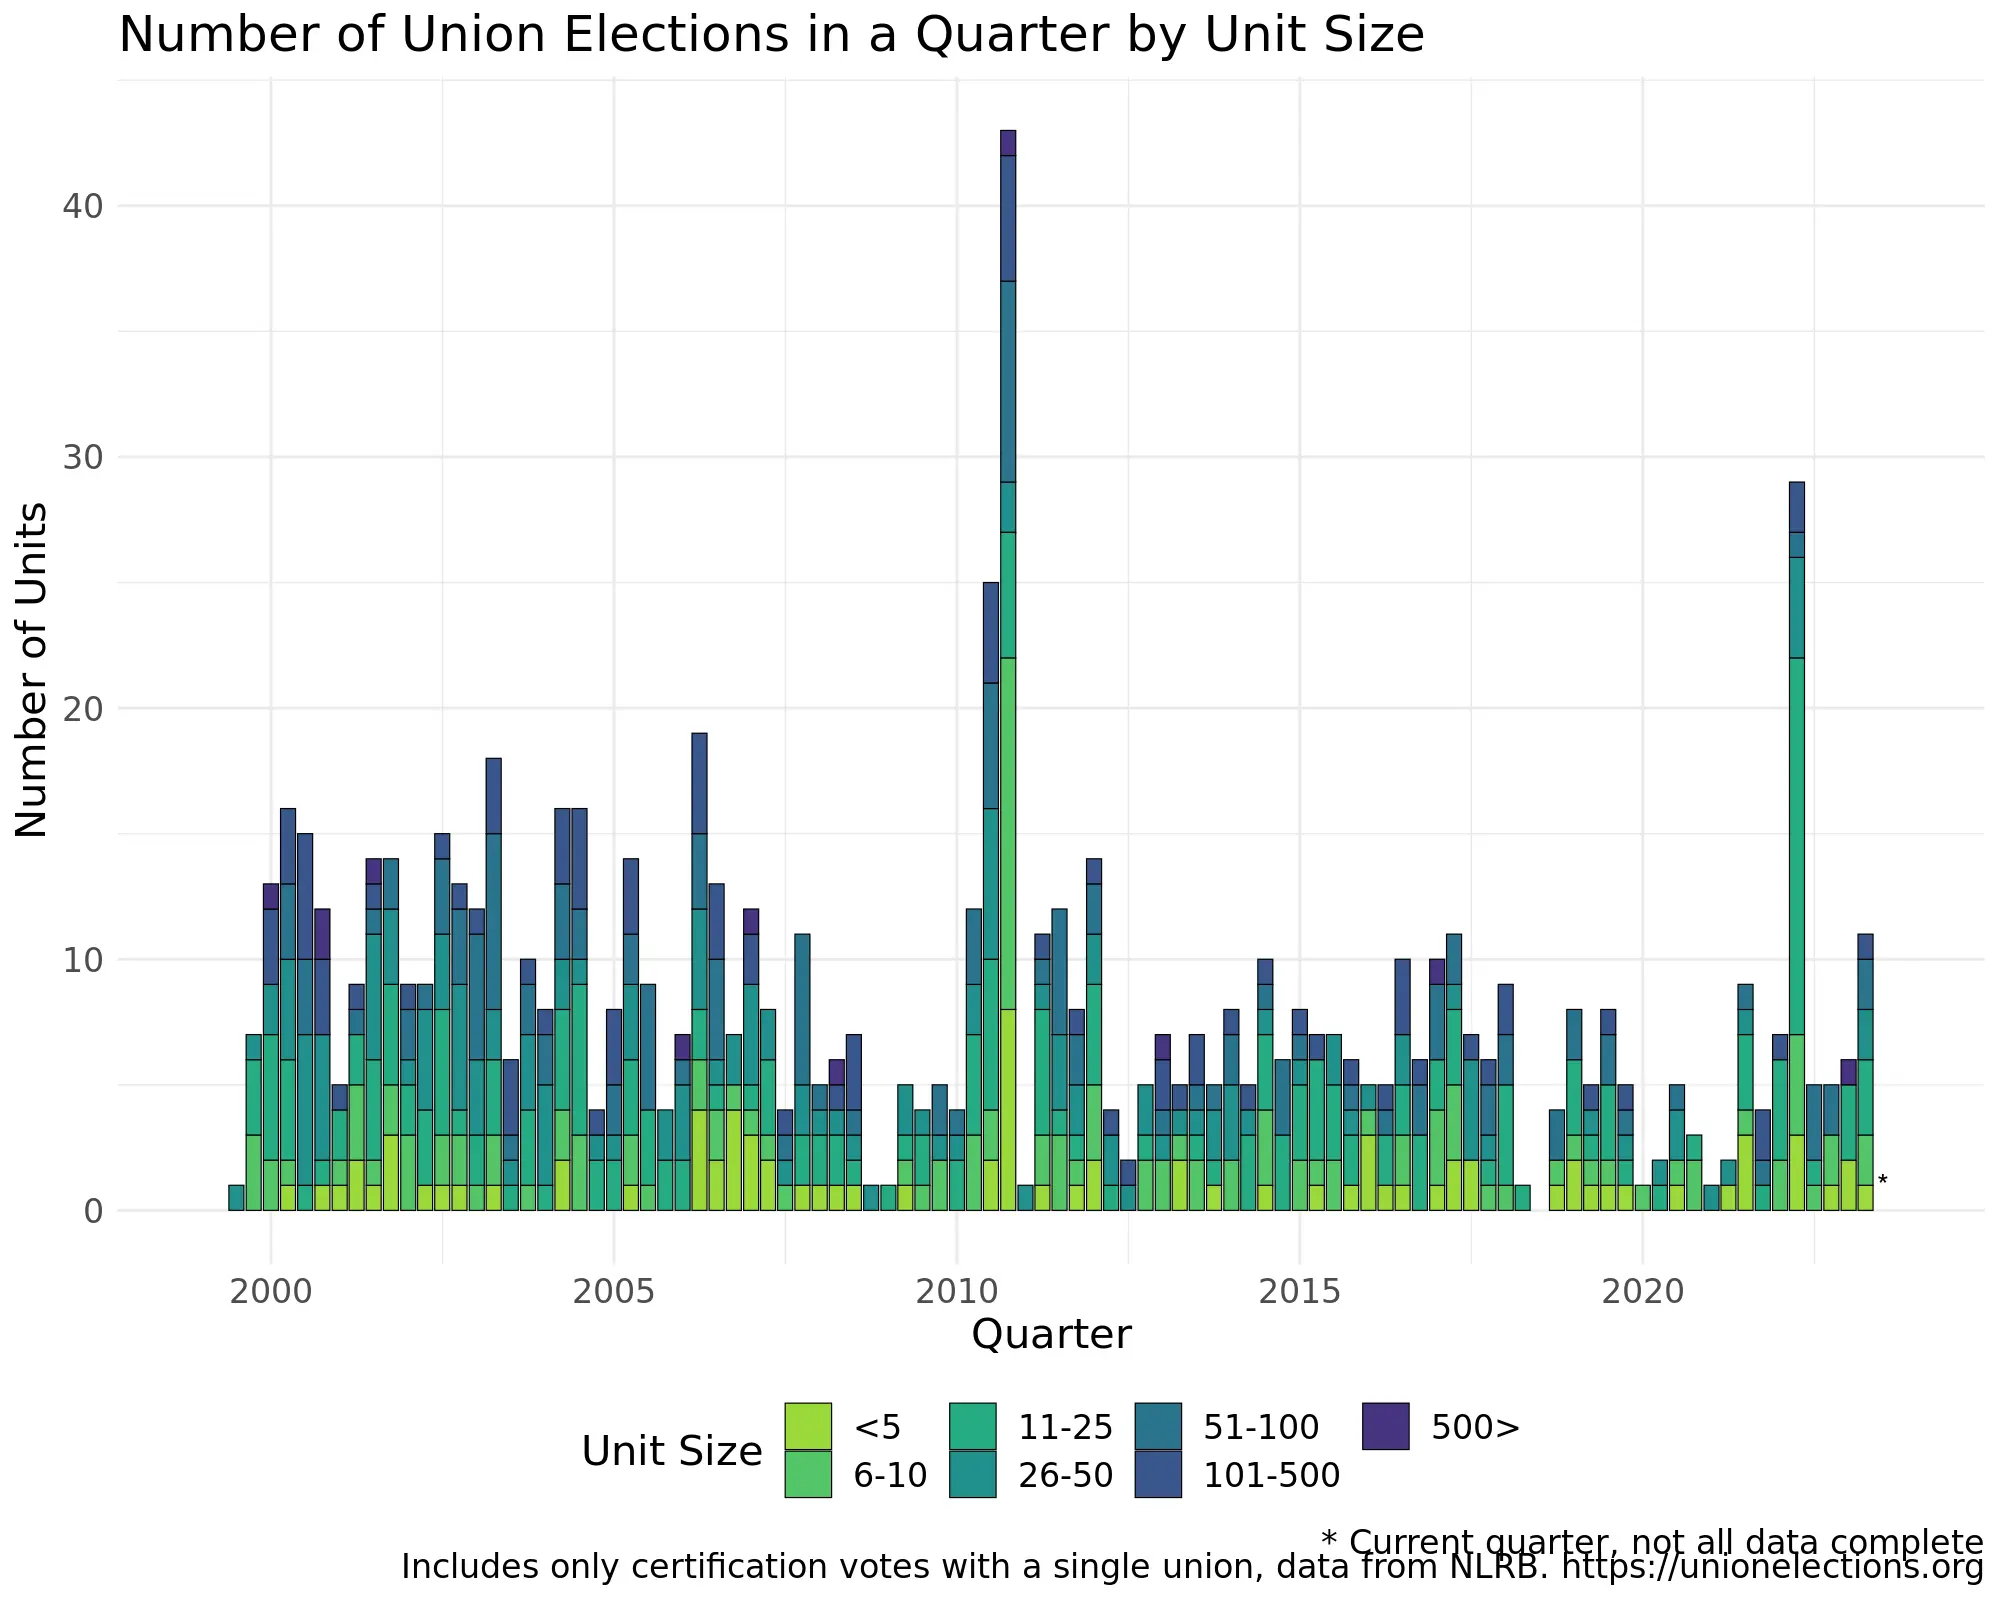 Number of Union Elections in a Quarter by Unit Size
Number of Units
40
30
20
10
0
*
2000 2005 2010 2015 2020
Quarter
Unit Size
<5 11-25 51-100 500>
6-10 26-50 101-500
* Current quarter, not all data complete
Includes only certification votes with a single union, data from NLRB. https://unionelections.org